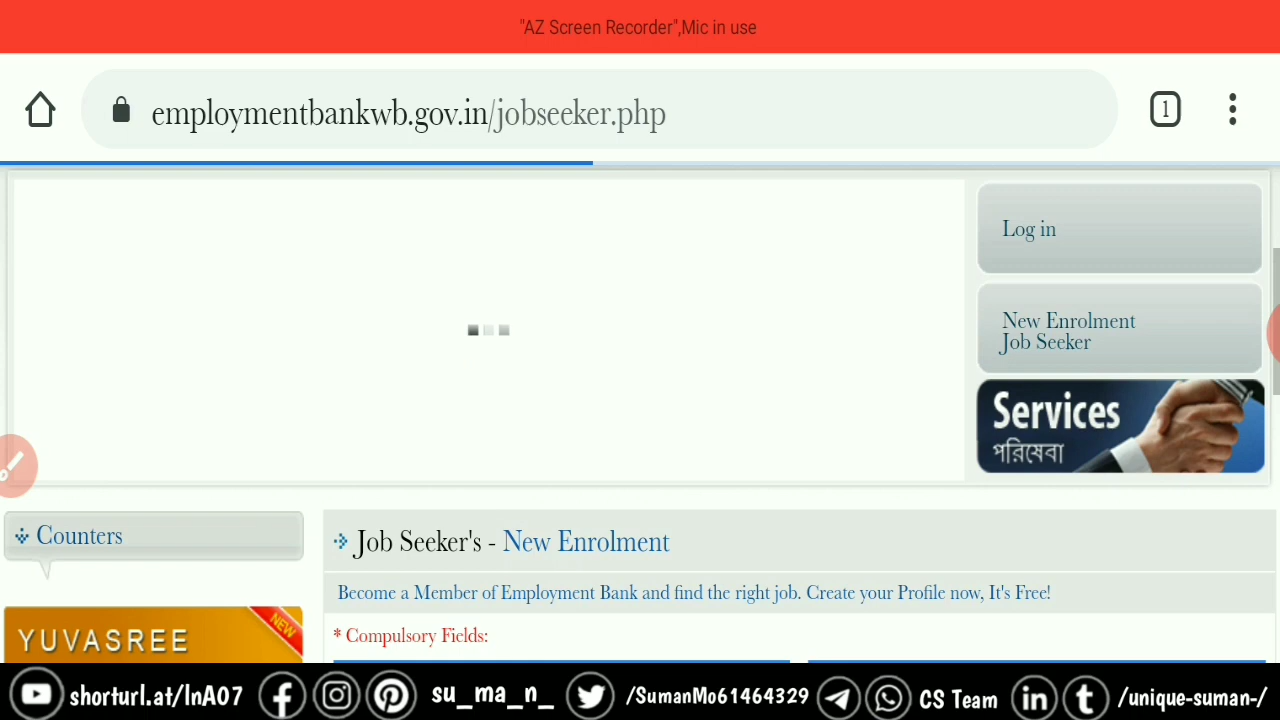 "AZ Screen Recorder",Mic in use
employmentbankwb.gov.in/jobseeker.php
1
Log in
New Enrolment
Job Seeker
Services
পরিষেবা
Counters
Job Seeker's - New Enrolment
Become a Member of Employment Bank and find the right job. Create your Profile now, It's Free!
* Compulsory Fields:
YUVASREE
NEW
shorturl.at/lnA07
su_ma_n_
/SumanMo61464329
CS Team
/unique-suman-/